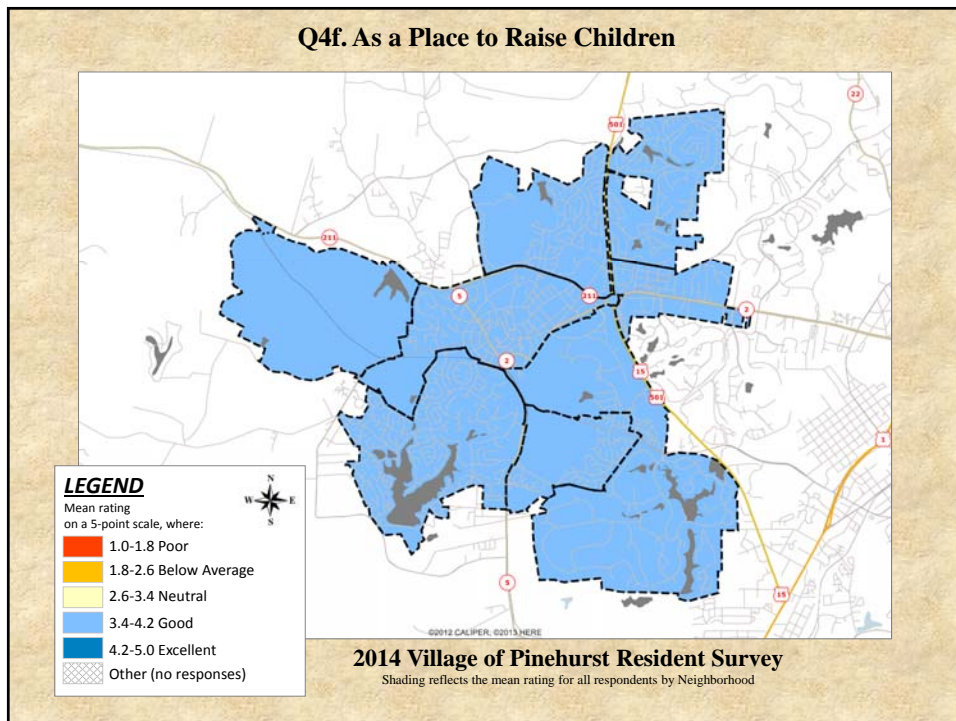 Q4f. As a Place to Raise Children
22
501
211
5
211
2
2
15
501
1
5
15
LEGEND
Mean rating
on a 5-point scale, where:
N
W E
S
1.0-1.8 Poor
1.8-2.6 Below Average
2.6-3.4 Neutral
3.4-4.2 Good
4.2-5.0 Excellent
Other (no responses)
©2012 CALIPER, ©2013 HERE
2014 Village of Pinehurst Resident Survey
Shading reflects the mean rating for all respondents by Neighborhood